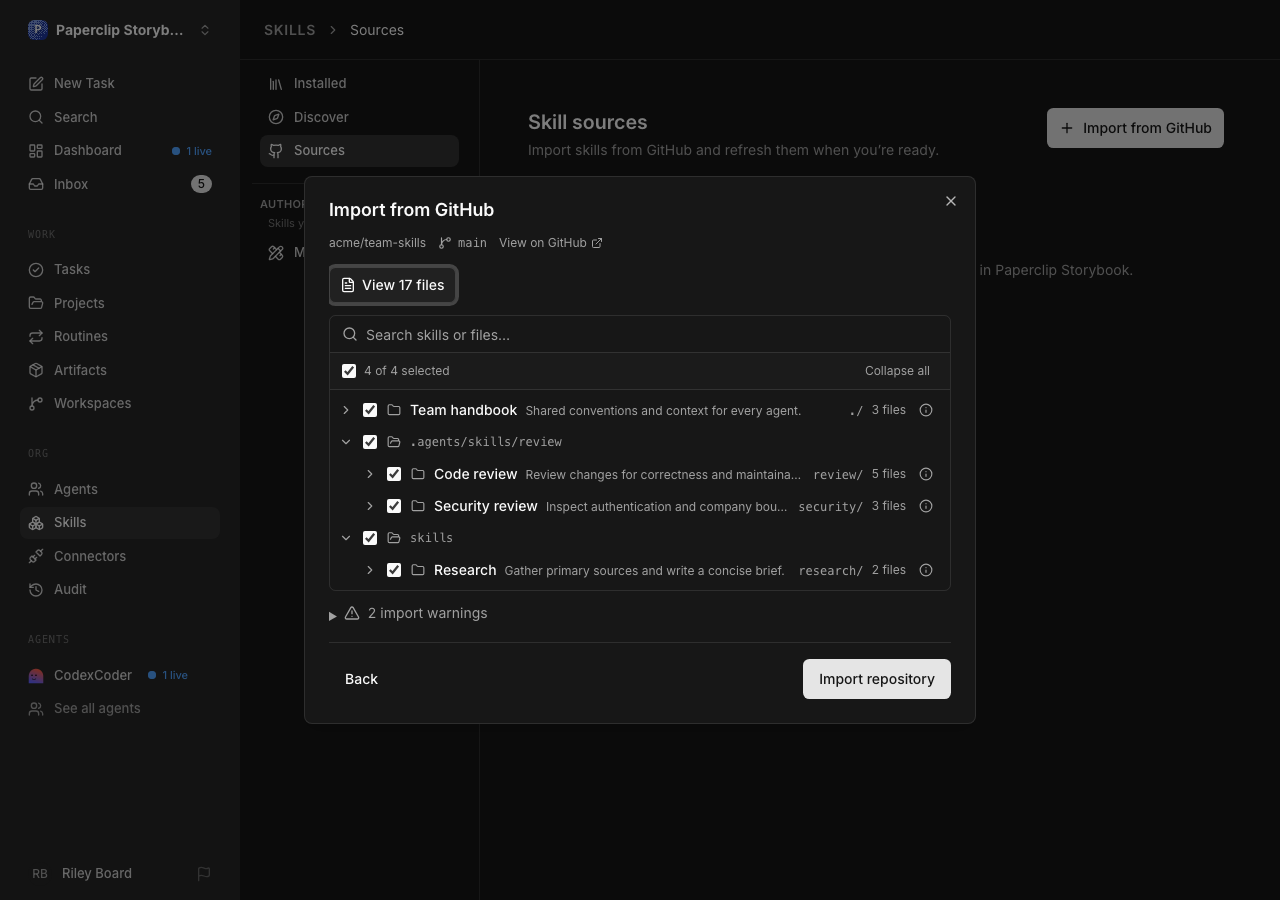 Paperclip Storyb...
SKILLS > Sources
New Task
Search
Dashboard 1 live
Inbox 5
WORK
Tasks
Projects
Routines
Artifacts
Workspaces
ORG
Agents
Skills
Connectors
Audit
AGENTS
CodexCoder 1 live
See all agents
RB Riley Board
Installed
Discover
Sources
Skill sources
Import skills from GitHub and refresh them when you're ready.
Import from GitHub
in Paperclip Storybook.
Import from GitHub
acme/team-skills main View on GitHub
View 17 files
Search skills or files...
4 of 4 selected Collapse all
Team handbook Shared conventions and context for every agent. ./ 3 files
.agents/skills/review
Code review Review changes for correctness and maintaina... review/ 5 files
Security review Inspect authentication and company bou... security/ 3 files
skills
Research Gather primary sources and write a concise brief. research/ 2 files
2 import warnings
Back Import repository